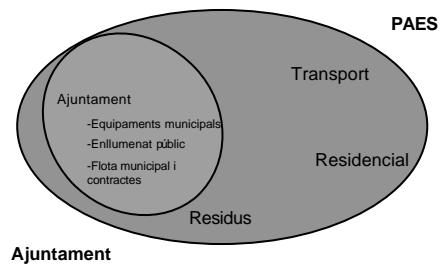 PAES
Transport
Ajuntament
-Equipaments municipals
-Enllumenat públic
-Flota municipal i
contractes
Residencial
Residus
Ajuntament